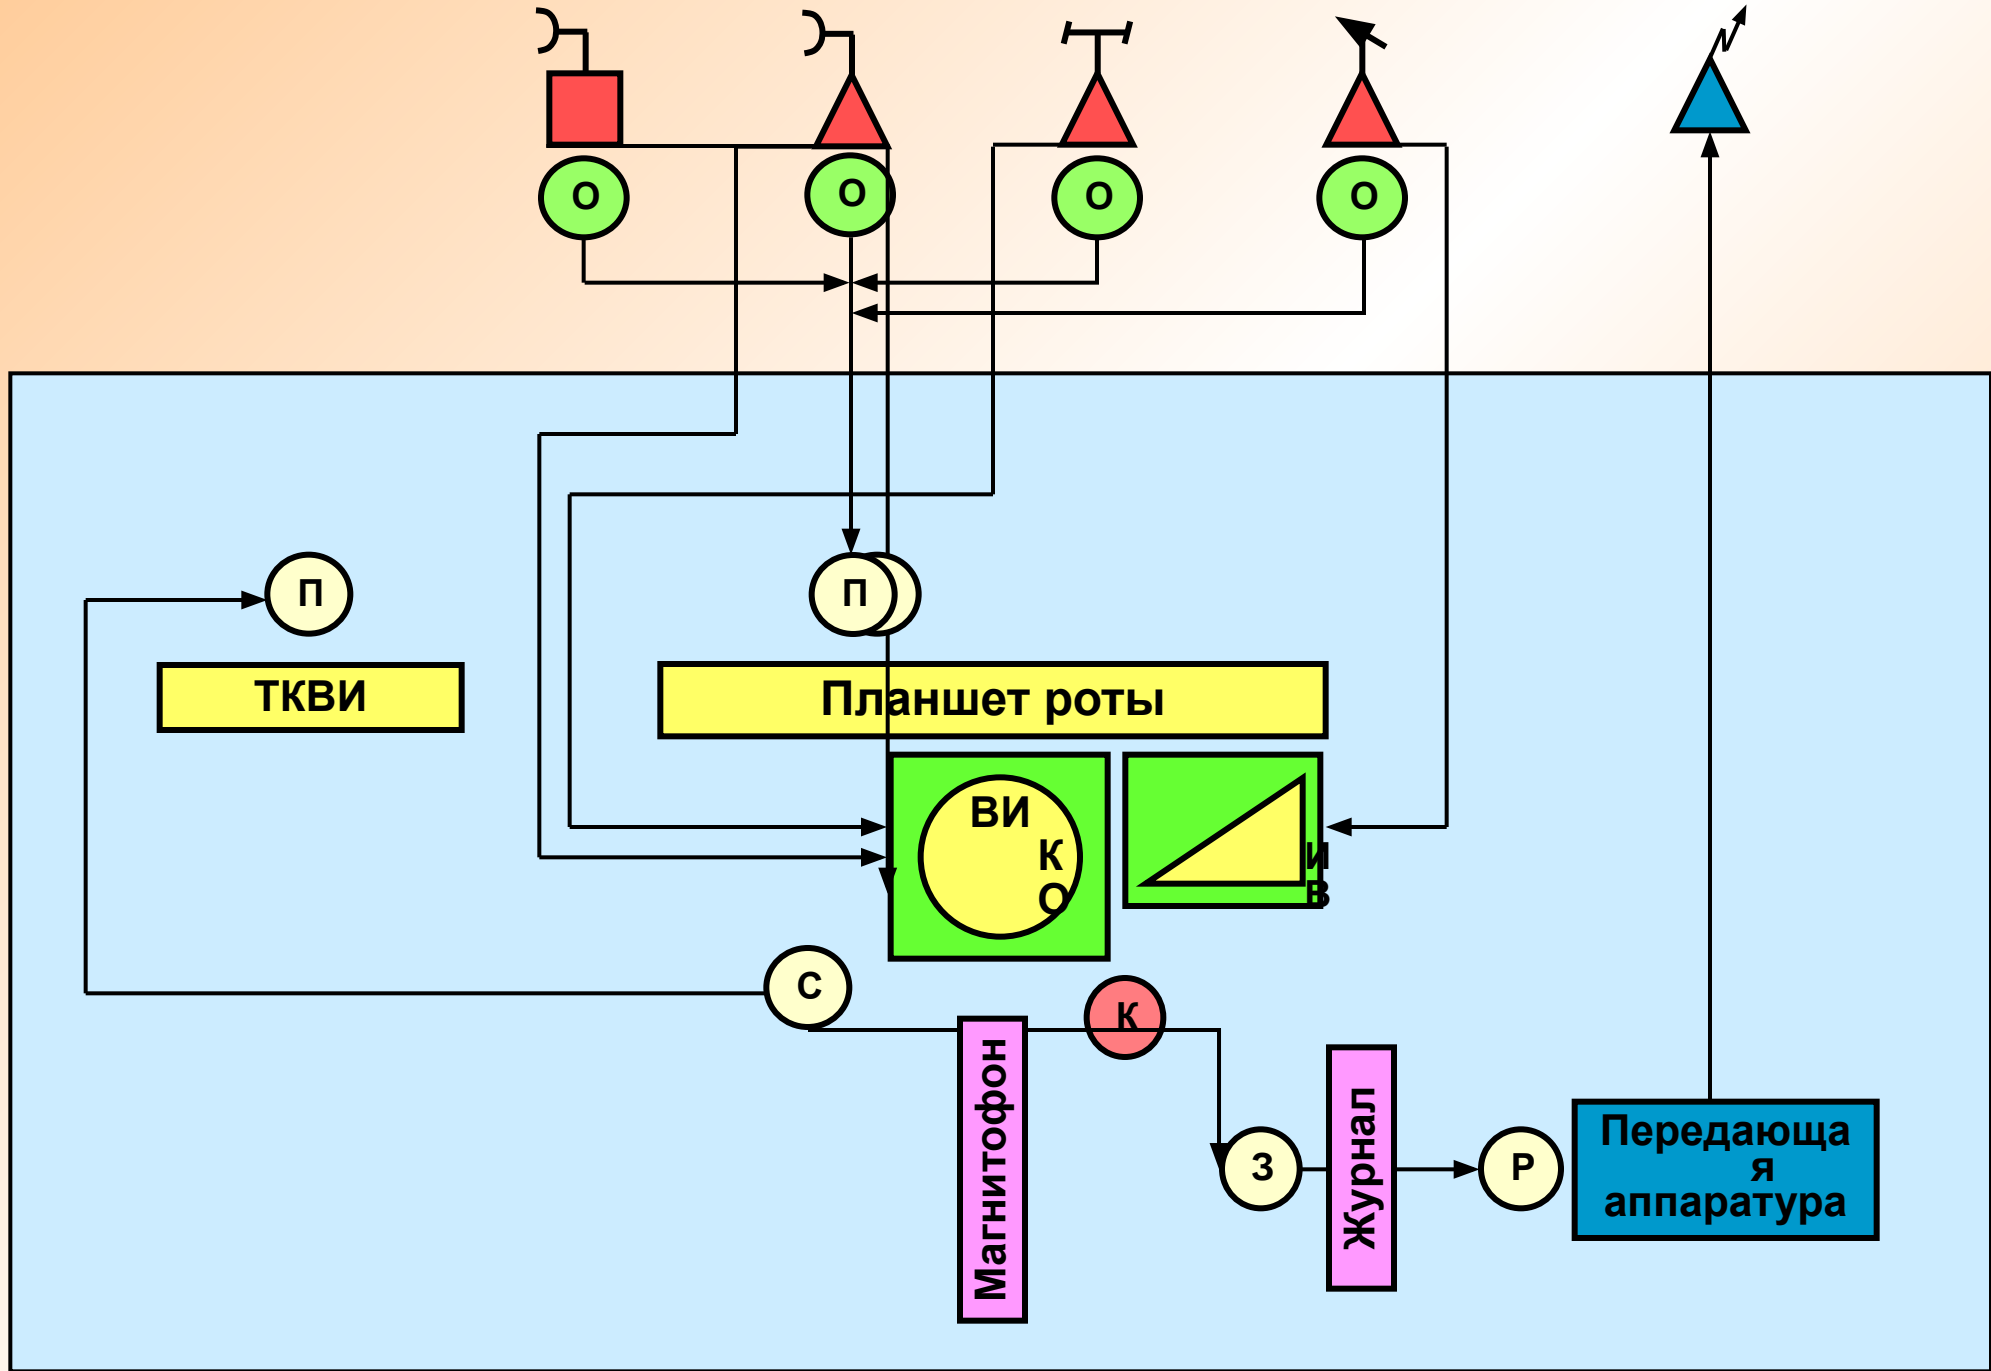 О
О
О
О
П
П
ТКВИ
Планшет роты
ВИ
К
О
И
В
С
К
Магнитофон
З
Журнал
Р
Передающа
я
аппаратура